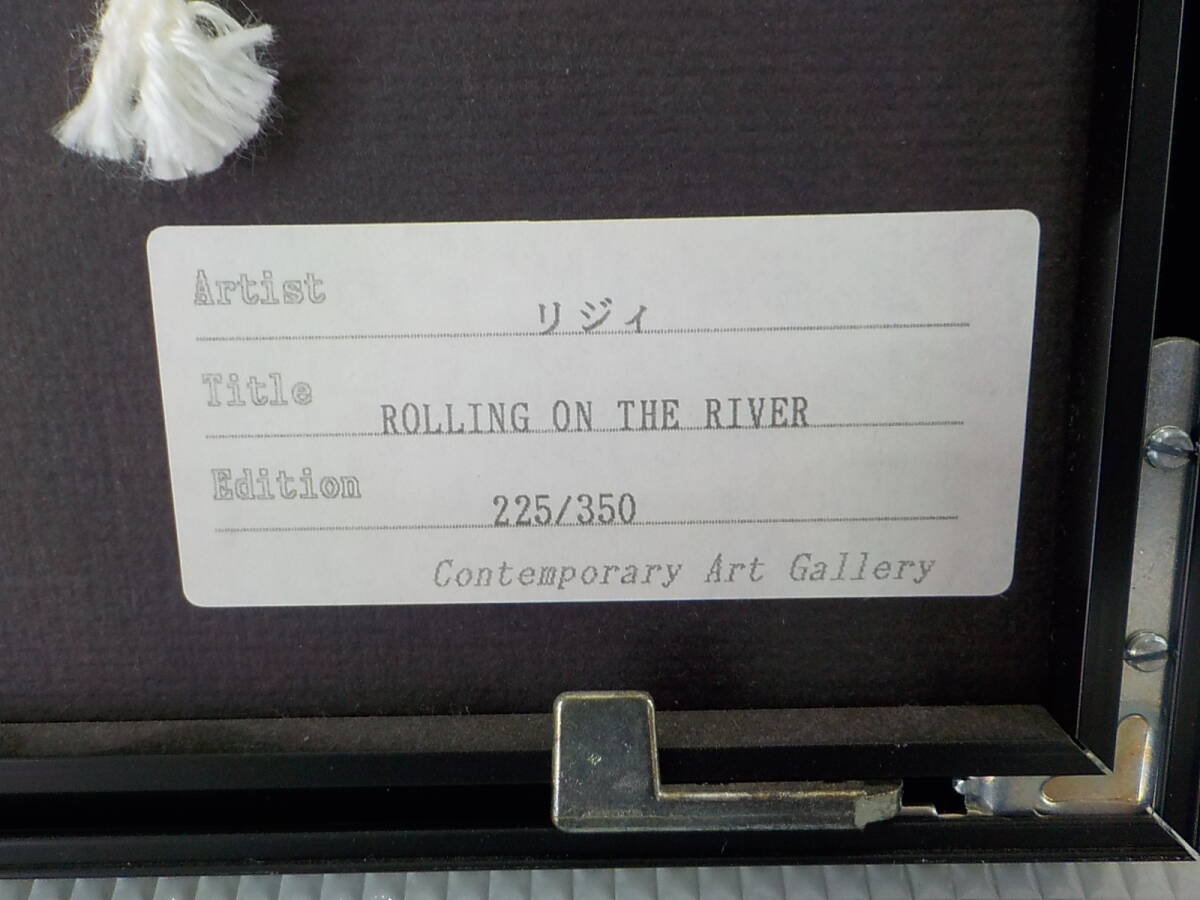 Artist リジィ
Title ROLLING ON THE RIVER
Edition 225/350
Contemporary Art Gallery